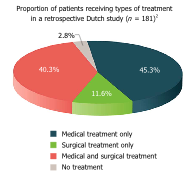 Proportion of patients receiving types of treatment
in a retrospective Dutch study (n = 181)²
2.8%
40.3%
45.3%
11.6%
Medical treatment only
Surgical treatment only
Medical and surgical treatment
No treatment